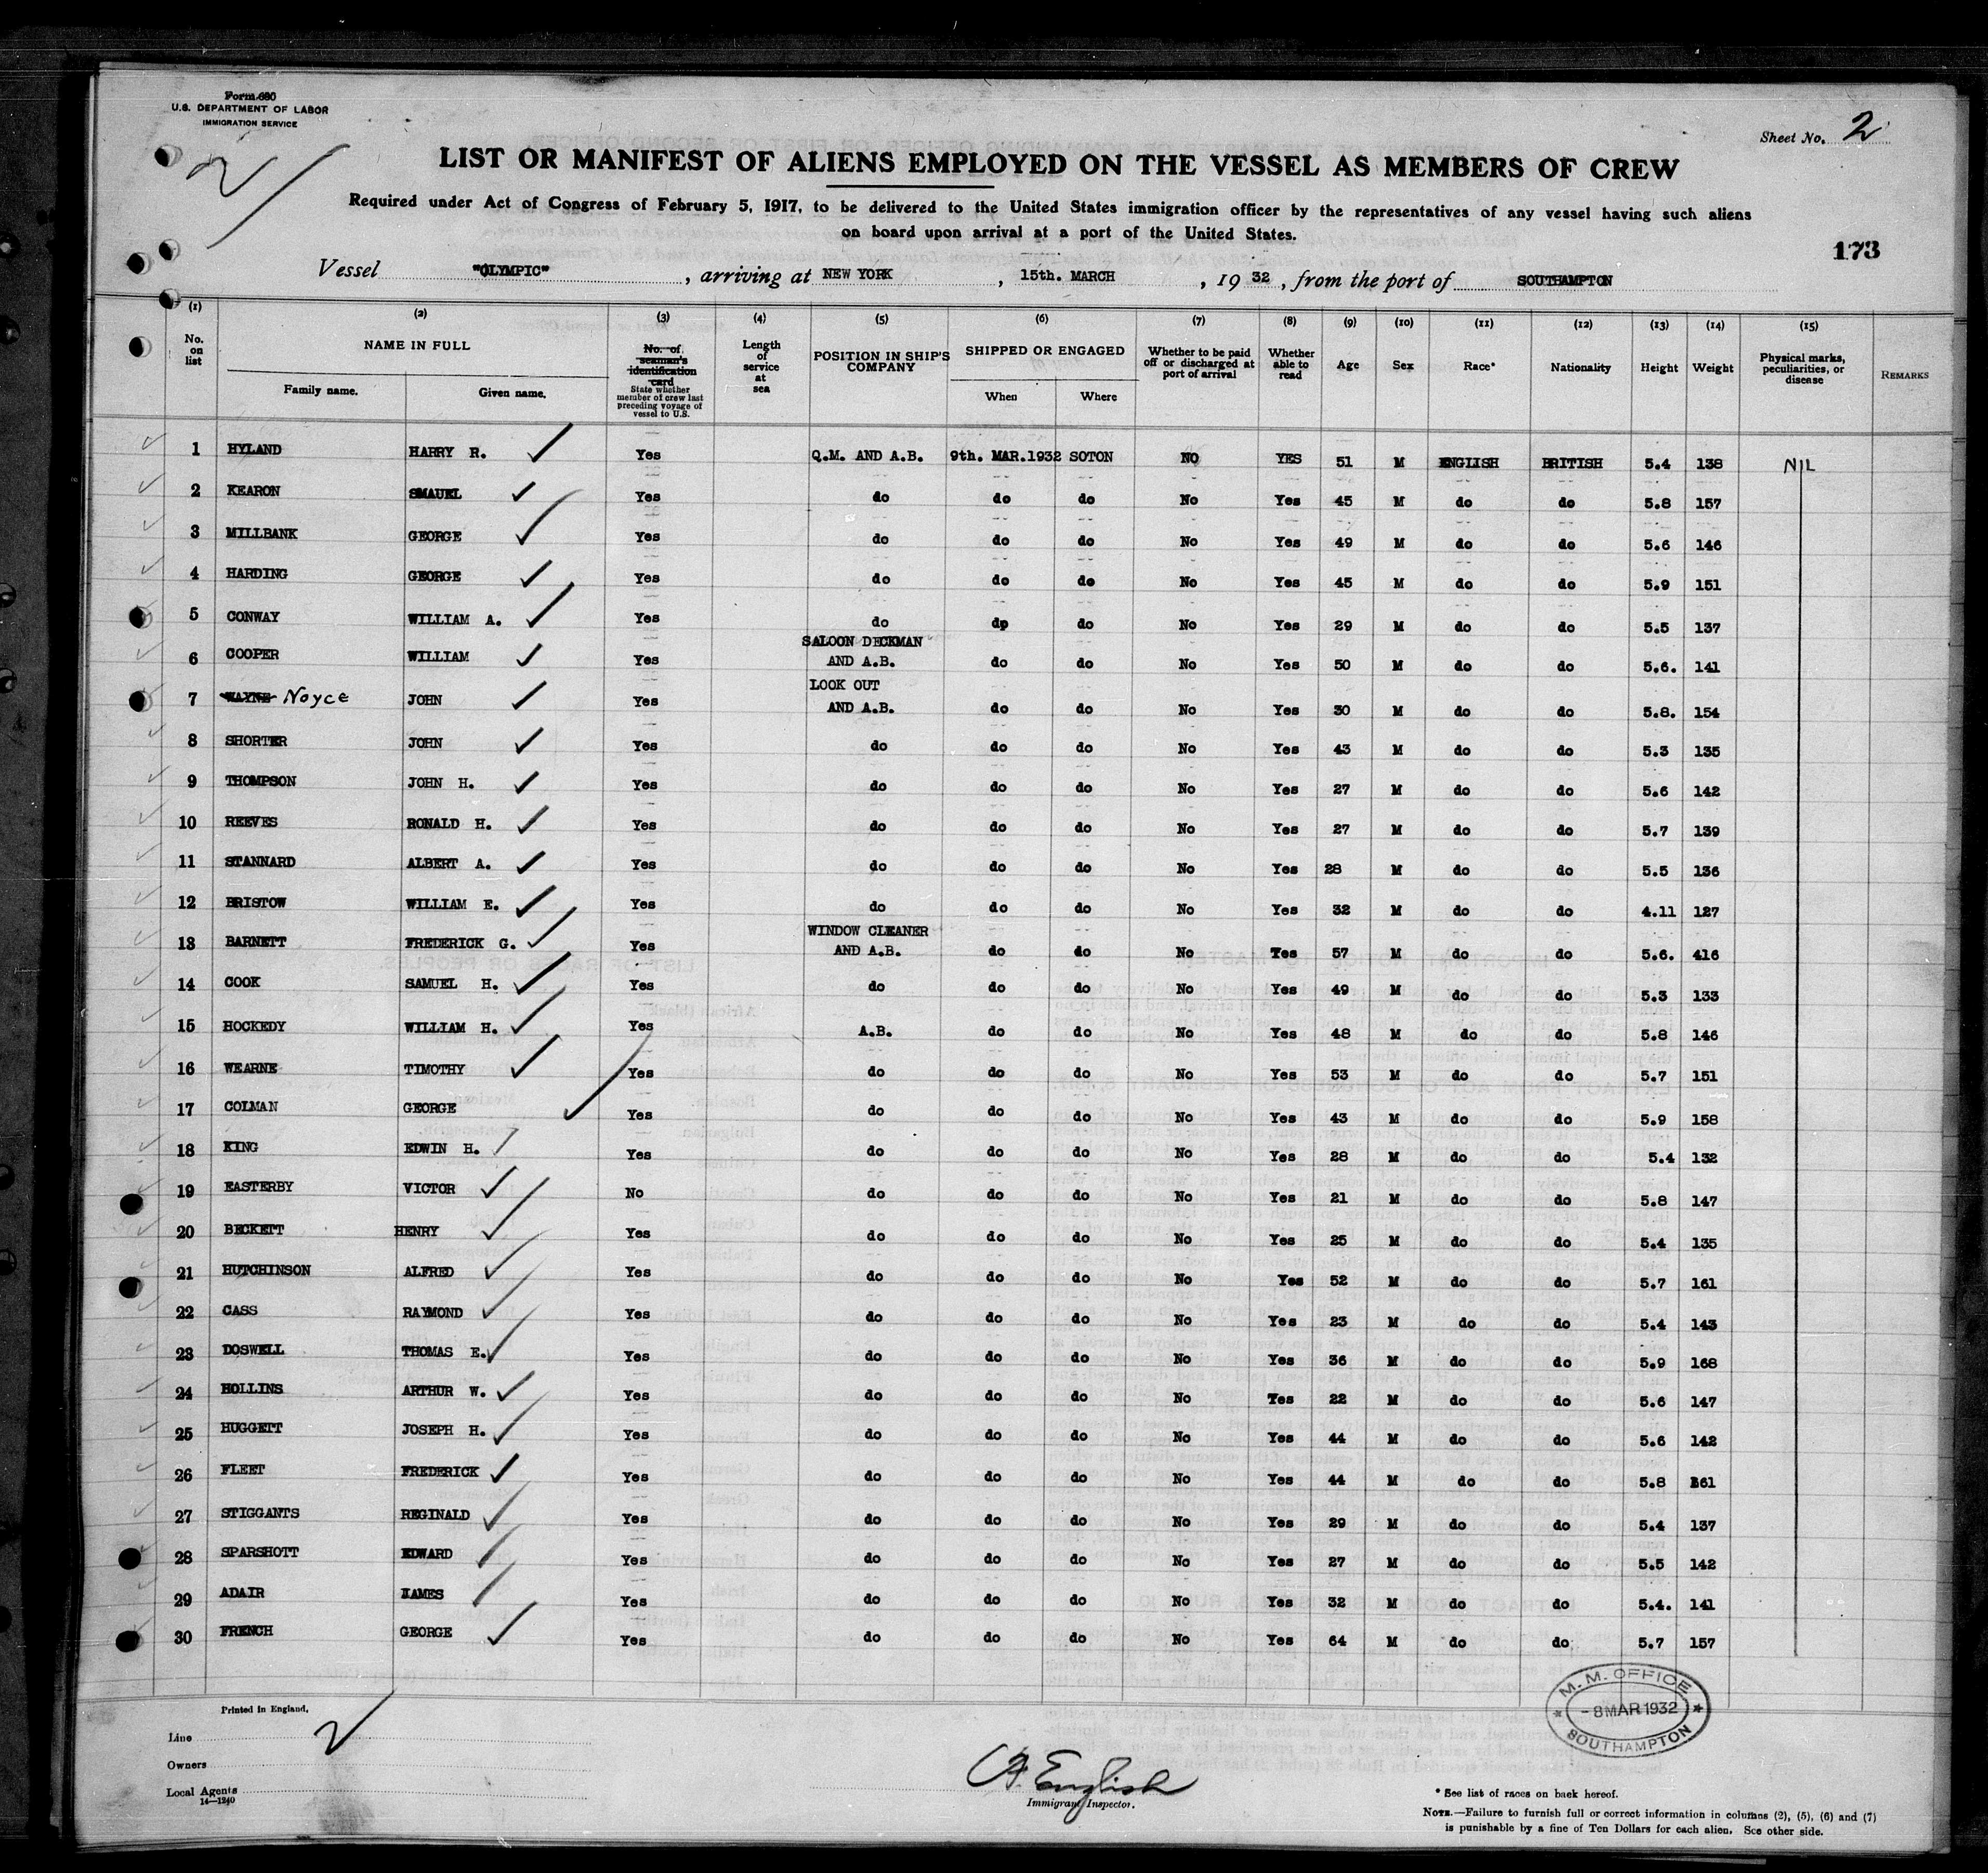 Form 680
U.S. DEPARTMENT OF LABOR
IMMIGRATION SERVICE
Sheet No. 2
2
LIST OR MANIFEST OF ALIENS EMPLOYED ON THE VESSEL AS MEMBERS OF CREW
Required under Act of Congress of February 5, 1917, to be delivered to the United States immigration officer by the representatives of any vessel having such aliens
on board upon arrival at a port of the United States.
173
Vessel "OLYMPIC", arriving at NEW YORK, 15th. MARCH, 1932, from the port of SOUTHAMPTON
(1) (2) (3) (4) (5) (6) (7) (8) (9) (10) (11) (12) (13) (14) (15)
No. on list NAME IN FULL Family name. Given name. No. of seaman's identification card State whether member of crew last preceding voyage of vessel to U.S. Length of service at sea POSITION IN SHIP'S COMPANY SHIPPED OR ENGAGED When Where Whether to be paid off or discharged at port of arrival Whether able to read Age Sex Race* Nationality Height Weight Physical marks, peculiarities, or disease REMARKS
1 HYLAND HARRY R. Yes Q.M. AND A.B. 9th. MAR.1932 SOTON NO YES 51 M ENGLISH BRITISH 5.4 138 NIL
2 KEARON SMAUEL Yes do do do No Yes 45 M do do 5.8 157
3 MILLBANK GEORGE Yes do do do No Yes 49 M do do 5.6 146
4 HARDING GEORGE Yes do do do No Yes 45 M do do 5.9 151
5 CONWAY WILLIAM A. Yes do dp do No Yes 29 M do do 5.5 137
6 COOPER WILLIAM Yes SALOON DECKMAN AND A.B. do do No Yes 50 M do do 5.6. 141
7 WAYNE Noyce JOHN Yes LOOK OUT AND A.B. do do No Yes 30 M do do 5.8. 154
8 SHORTER JOHN Yes do do do No Yes 43 M do do 5.3 135
9 THOMPSON JOHN H. Yes do do do No Yes 27 M do do 5.6 142
10 REEVES RONALD H. Yes do do do No Yes 27 M do do 5.7 139
11 STANNARD ALBERT A. Yes do do do No Yes 28 M do do 5.5 136
12 BRISTOW WILLIAM E. Yes do do do No Yes 32 M do do 4.11 127
13 BARNETT FREDERICK G. Yes WINDOW CLEANER AND A.B. do do No Yes 57 M do do 5.6. 416
14 COOK SAMUEL H. Yes do do do No Yes 49 M do do 5.3 133
15 HOCKEDY WILLIAM H. Yes A.B. do do No Yes 48 M do do 5.8 146
16 WEARNE TIMOTHY Yes do do do No Yes 53 M do do 5.7 151
17 COLMAN GEORGE Yes do do do No Yes 43 M do do 5.9 158
18 KING EDWIN H. Yes do do do No Yes 28 M do do 5.4 132
19 EASTERBY VICTOR No do do do No Yes 21 M do do 5.8 147
20 BECKETT HENRY Yes do do do No Yes 25 M do do 5.4 135
21 HUTCHINSON ALFRED Yes do do do No Yes 52 M do do 5.7 161
22 CASS RAYMOND Yes do do do No Yes 23 M do do 5.4 143
23 DOSWELL THOMAS E. Yes do do do No Yes 36 M do do 5.9 168
24 HOLLINS ARTHUR W. Yes do do do No Yes 22 M do do 5.6 147
25 HUGGETT JOSEPH H. Yes do do do No Yes 44 M do do 5.6 142
26 FLEET FREDERICK Yes do do do No Yes 44 M do do 5.8 161
27 STIGGANTS REGINALD Yes do do do No Yes 29 M do do 5.4 137
28 SPARSHOTT EDWARD Yes do do do No Yes 27 M do do 5.5 142
29 ADAIR JAMES Yes do do do No Yes 32 M do do 5.4. 141
30 FRENCH GEORGE Yes do do do No Yes 64 M do do 5.7 157
M. M. OFFICE
- 8 MAR 1932
SOUTHAMPTON
Printed in England.
Line
Owners
Local Agents
14—1240
English
Immigrant Inspector.
* See list of races on back hereof.
NOTE.—Failure to furnish full or correct information in columns (2), (5), (6) and (7)
is punishable by a fine of Ten Dollars for each alien. See other side.